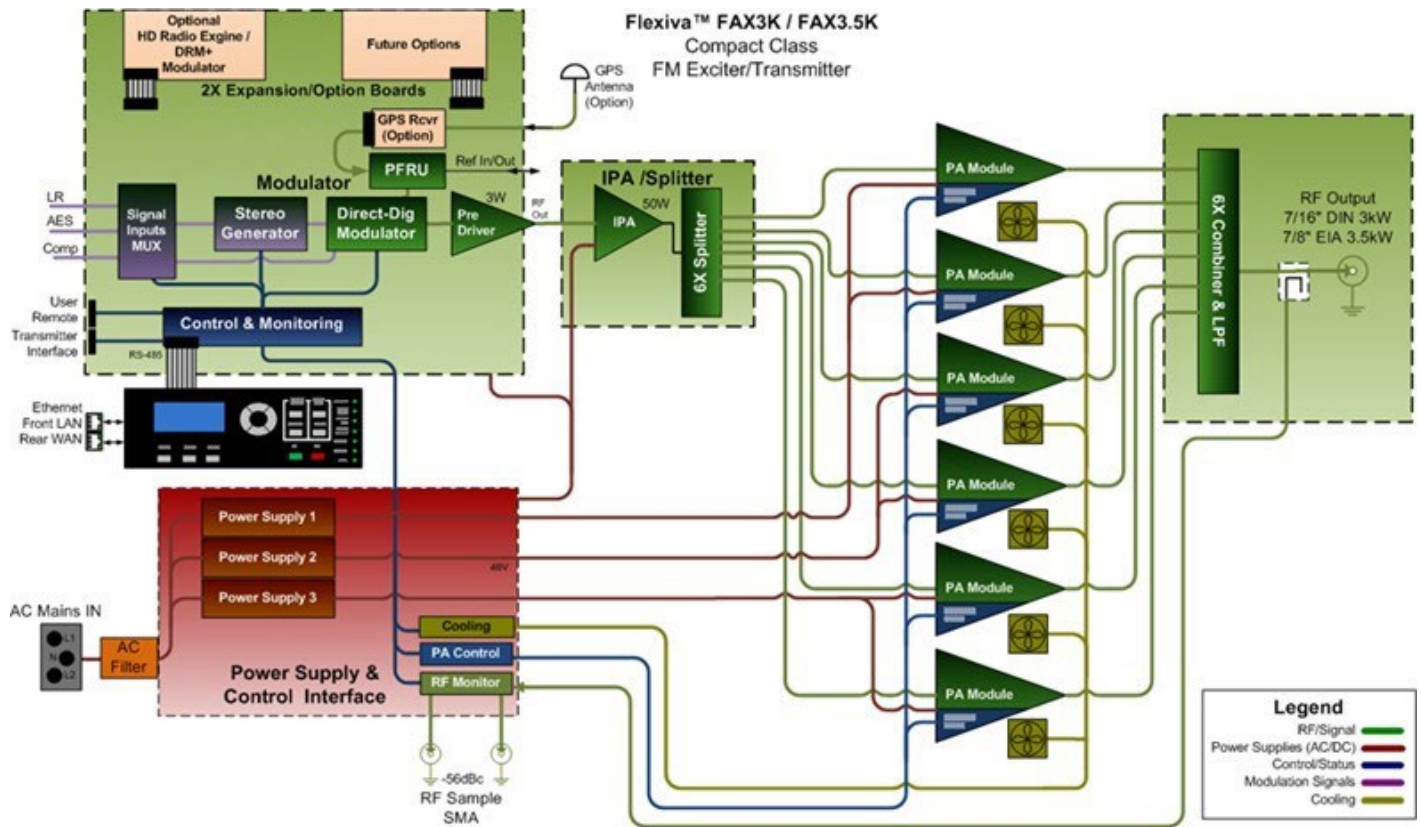 Flexiva™ FAX3K / FAX3.5K
Compact Class
FM Exciter/Transmitter
Optional
HD Radio Exgine /
DRM+
Modulator
Future Options
2X Expansion/Option Boards
GPS
Antenna
(Option)
GPS Rcvr
(Option)
PFRU
Ref In/Out
Modulator
LR
AES
Comp
Signal
Inputs
MUX
Stereo
Generator
Direct-Dig
Modulator
3W
Pre
Driver
RF
Out
IPA /Splitter
IPA
50W
6X Splitter
User
Remote
Transmitter
Interface
Control & Monitoring
RS-485
Ethernet
Front LAN
Rear WAN
PA Module
PA Module
PA Module
PA Module
PA Module
PA Module
6X Combiner & LPF
RF Output
7/16" DIN 3kW
7/8" EIA 3.5kW
Power Supply 1
Power Supply 2
Power Supply 3
48V
Cooling
PA Control
RF Monitor
Power Supply &
Control Interface
AC Mains IN
L1
N
L2
AC
Filter
-56dBc
RF Sample
SMA
Legend
RF/Signal
Power Supplies (AC/DC)
Control/Status
Modulation Signals
Cooling